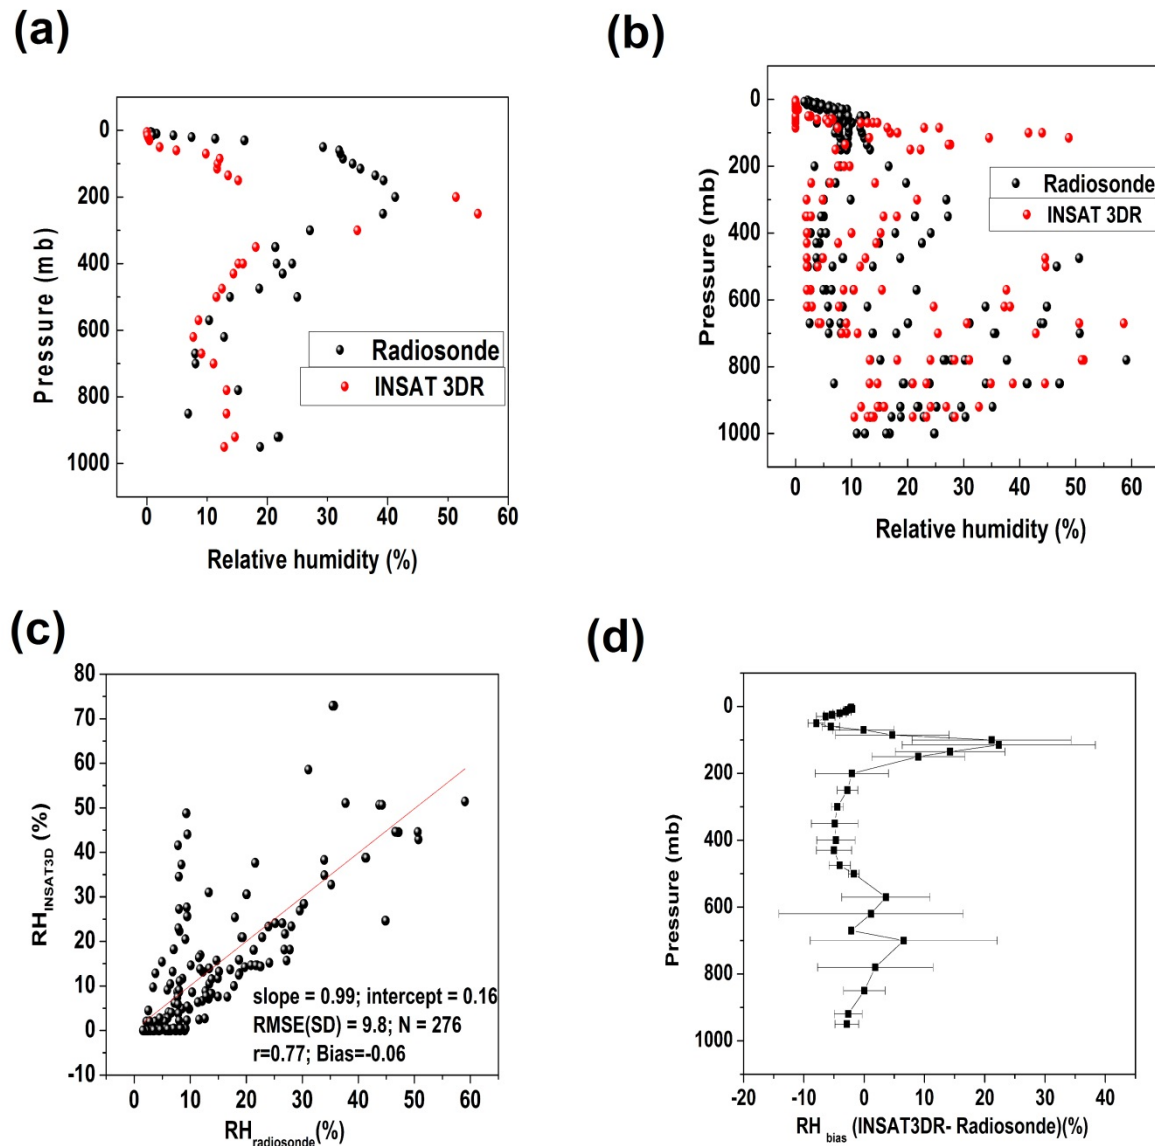 (a)
0
200
400
600
800
1000
Pressure (mb)
Radiosonde
INSAT 3DR
0 10 20 30 40 50 60
Relative humidity (%)
(b)
0
200
400
600
800
1000
Pressure (mb)
Radiosonde
INSAT 3DR
0 10 20 30 40 50 60
Relative humidity (%)
(c)
80
70
60
50
40
30
20
10
0
-10
RH INSAT3D (%)
slope = 0.99; intercept = 0.16
RMSE(SD) = 9.8; N = 276
r=0.77; Bias=-0.06
0 10 20 30 40 50 60
RH radiosonde(%)
(d)
0
200
400
600
800
1000
Pressure (mb)
-20 -10 0 10 20 30 40
RH bias (INSAT3DR- Radiosonde)(%)